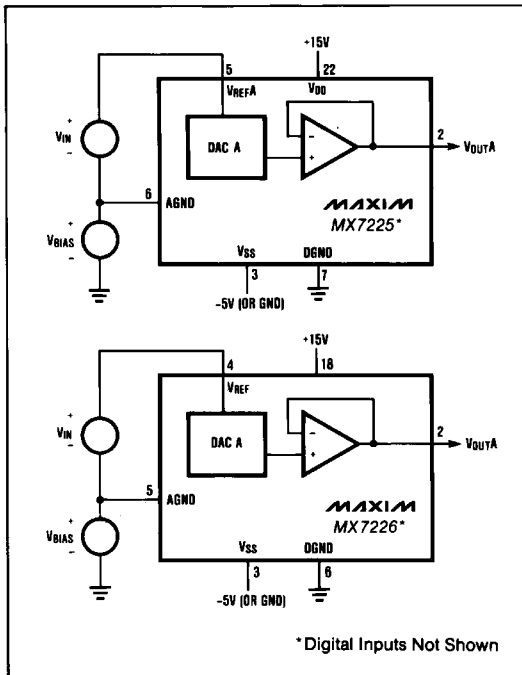 +15V
5
22
VREFA
VDD
+
VIN
-
DAC A
-
+
2
VOUTA
6
AGND
MAXIM
MX7225*
+
VBIAS
-
VSS
DGND
3
7
-5V (OR GND)
+15V
4
18
VREF
+
VIN
-
DAC A
-
+
2
VOUTA
5
AGND
MAXIM
MX7226*
+
VBIAS
-
VSS
DGND
3
6
-5V (OR GND)
*Digital Inputs Not Shown